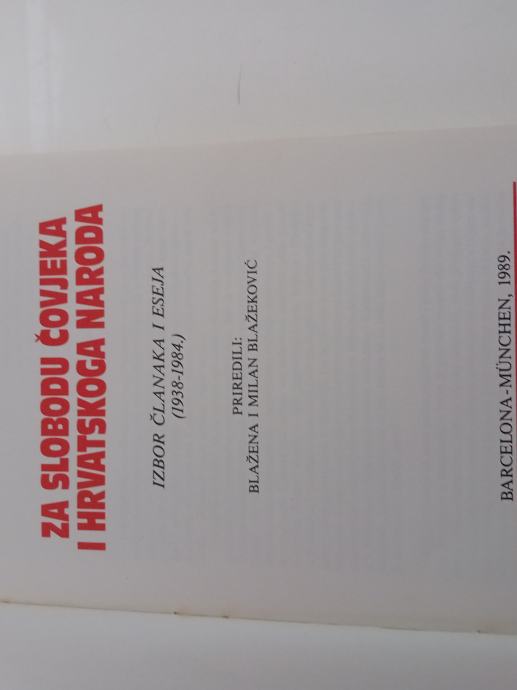 ZA SLOBODU ČOVJEKA
I HRVATSKOGA NARODA
IZBOR ČLANAKA I ESEJA
(1938-1984.)
PRIREDILI:
BLAŽENA I MILAN BLAŽEKOVIĆ
BARCELONA-MÜNCHEN, 1989.